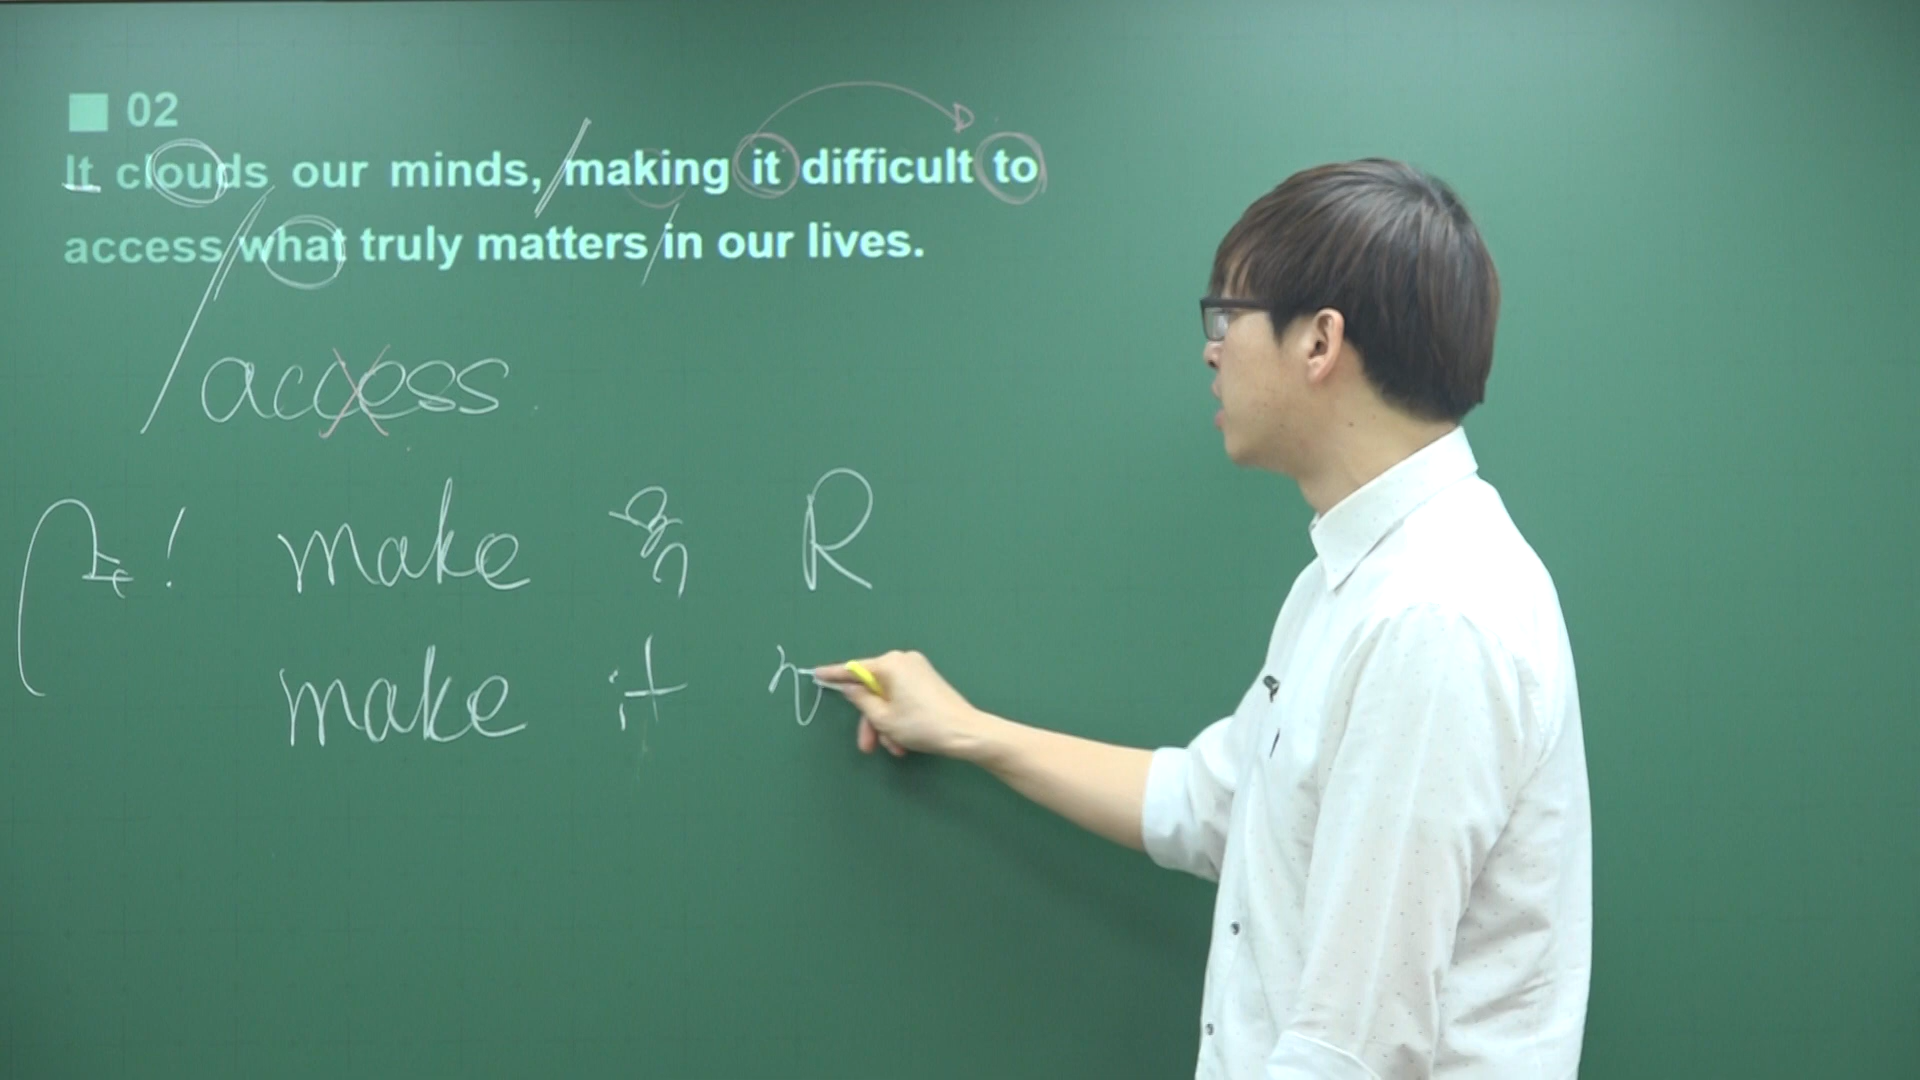 ■ 02
It clouds our minds, making it difficult to
access what truly matters in our lives.
access
! make R
make it